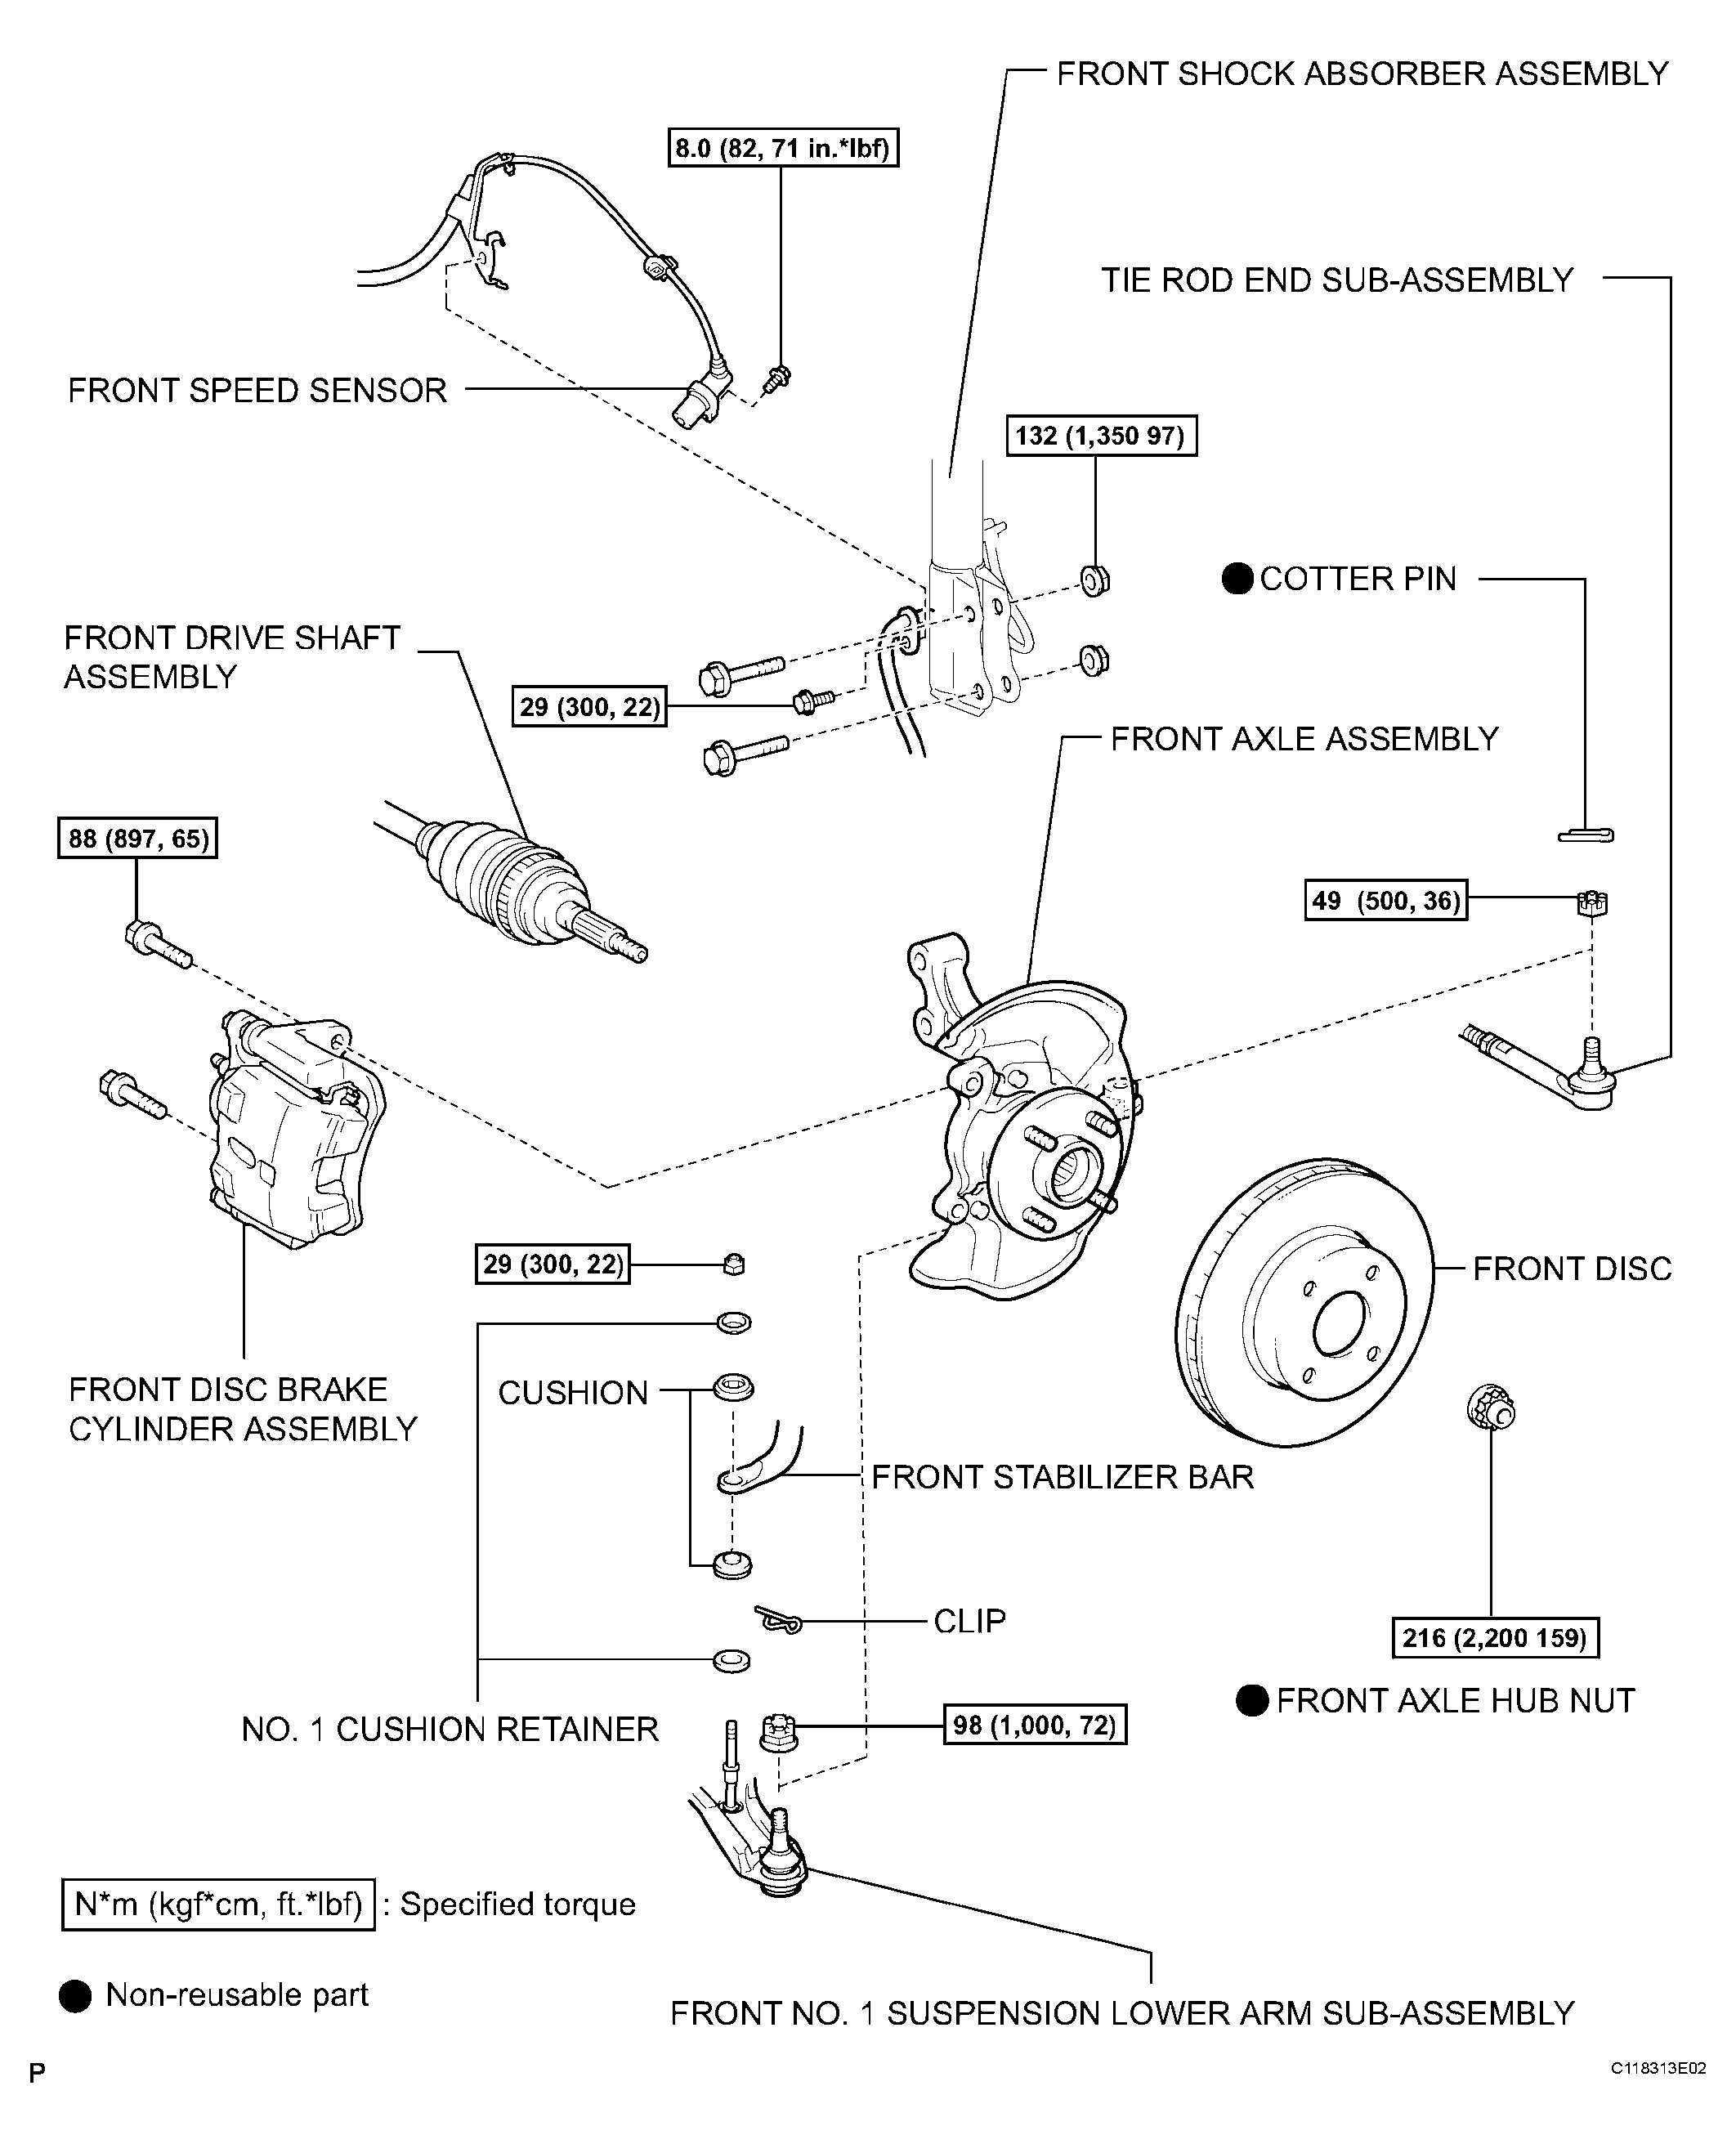 FRONT SHOCK ABSORBER ASSEMBLY
8.0 (82, 71 in.*lbf)
TIE ROD END SUB-ASSEMBLY
FRONT SPEED SENSOR
132 (1,350 97)
COTTER PIN
FRONT DRIVE SHAFT
ASSEMBLY
29 (300, 22)
FRONT AXLE ASSEMBLY
88 (897, 65)
49 (500, 36)
29 (300, 22)
FRONT DISC
FRONT DISC BRAKE
CYLINDER ASSEMBLY
CUSHION
FRONT STABILIZER BAR
CLIP
216 (2,200 159)
FRONT AXLE HUB NUT
NO. 1 CUSHION RETAINER
98 (1,000, 72)
N*m (kgf*cm, ft.*lbf) : Specified torque
Non-reusable part
FRONT NO. 1 SUSPENSION LOWER ARM SUB-ASSEMBLY
P
C118313E02